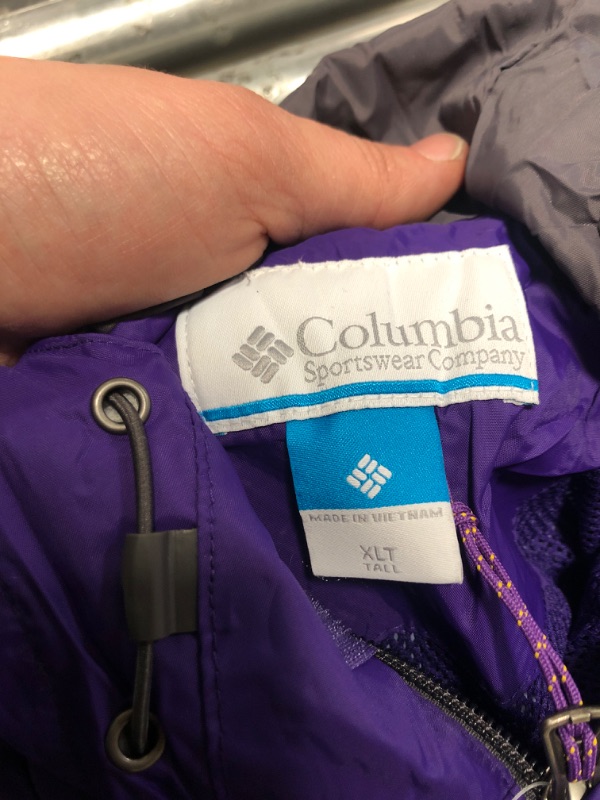 Columbia
Sportswear Company
MADE IN VIETNAM
XLT
TALL